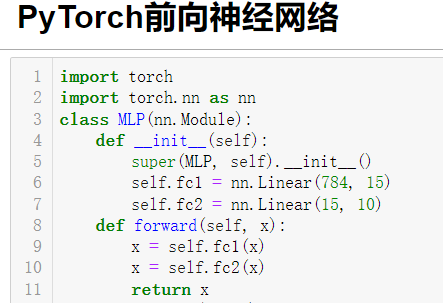 PyTorch前向神经网络
1 import torch
2 import torch.nn as nn
3 class MLP(nn.Module):
4     def __init__(self):
5         super(MLP, self).__init__()
6         self.fc1 = nn.Linear(784, 15)
7         self.fc2 = nn.Linear(15, 10)
8     def forward(self, x):
9         x = self.fc1(x)
10         x = self.fc2(x)
11         return x